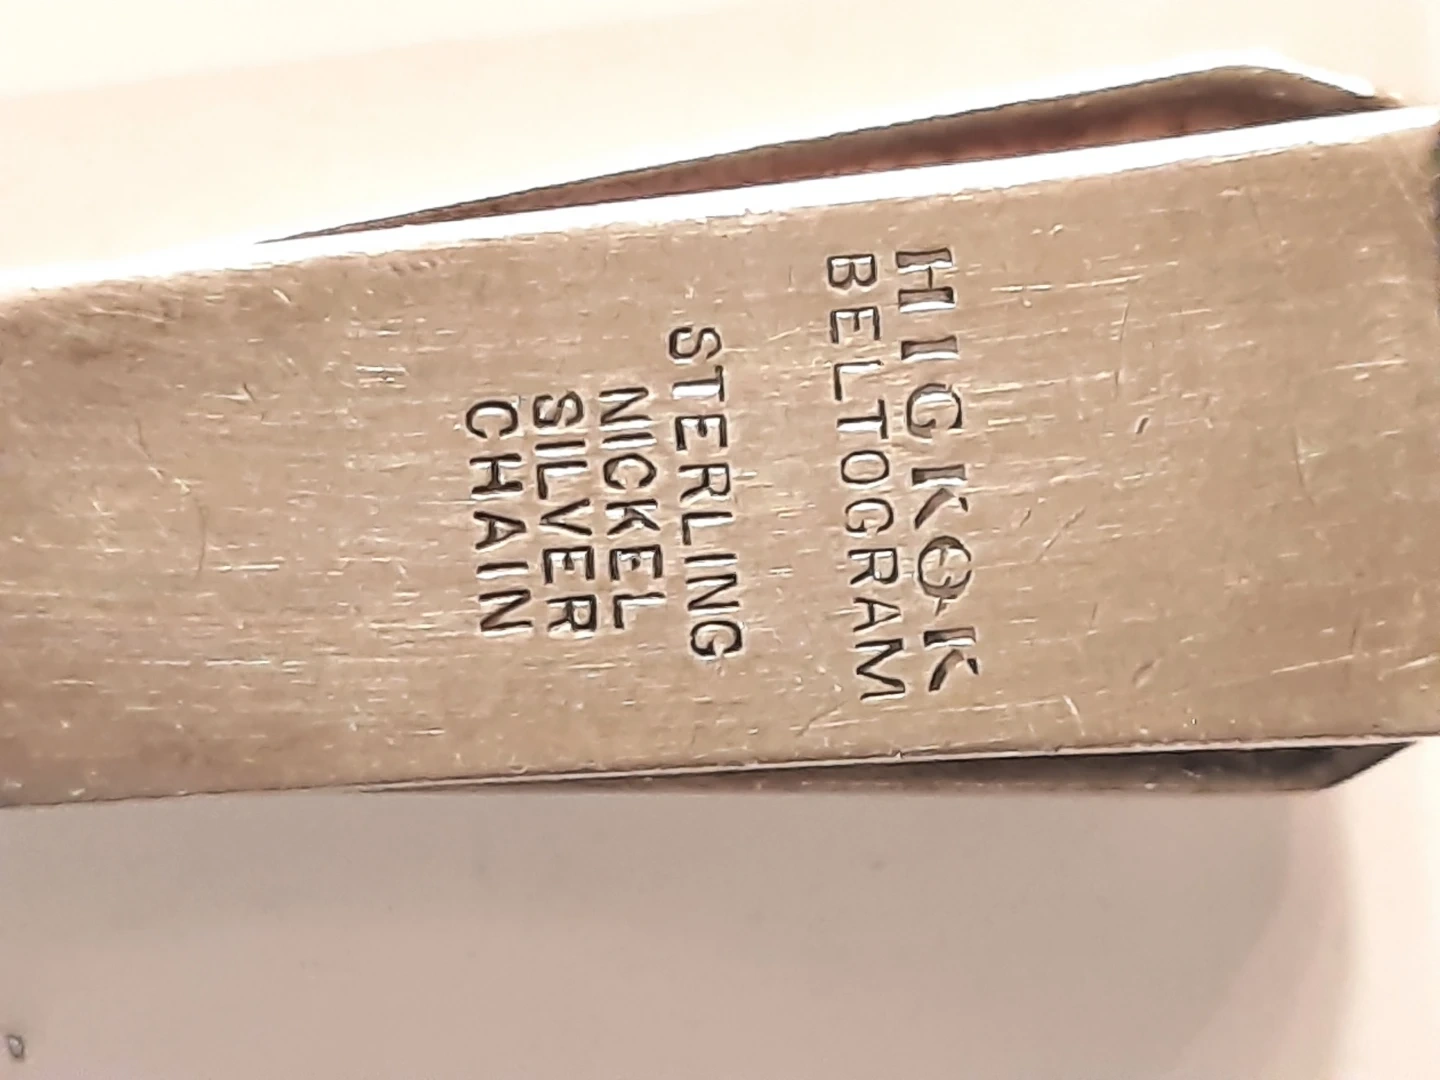 HICKOK
BELTOGRAM
STERLING
NICKEL
SILVER
CHAIN